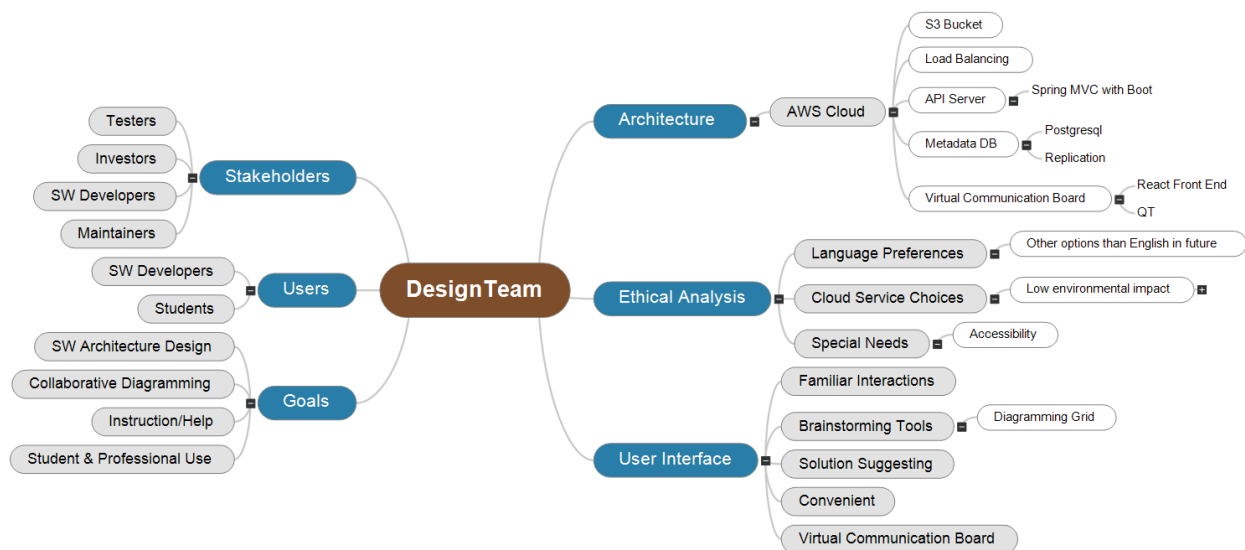 DesignTeam
Stakeholders
Testers
Investors
SW Developers
Maintainers
Users
SW Developers
Students
Goals
SW Architecture Design
Collaborative Diagramming
Instruction/Help
Student & Professional Use
Architecture
AWS Cloud
S3 Bucket
Load Balancing
API Server
Spring MVC with Boot
Metadata DB
Postgresql
Replication
Virtual Communication Board
React Front End
QT
Ethical Analysis
Language Preferences
Other options than English in future
Cloud Service Choices
Low environmental impact
Special Needs
Accessibility
User Interface
Familiar Interactions
Brainstorming Tools
Diagramming Grid
Solution Suggesting
Convenient
Virtual Communication Board